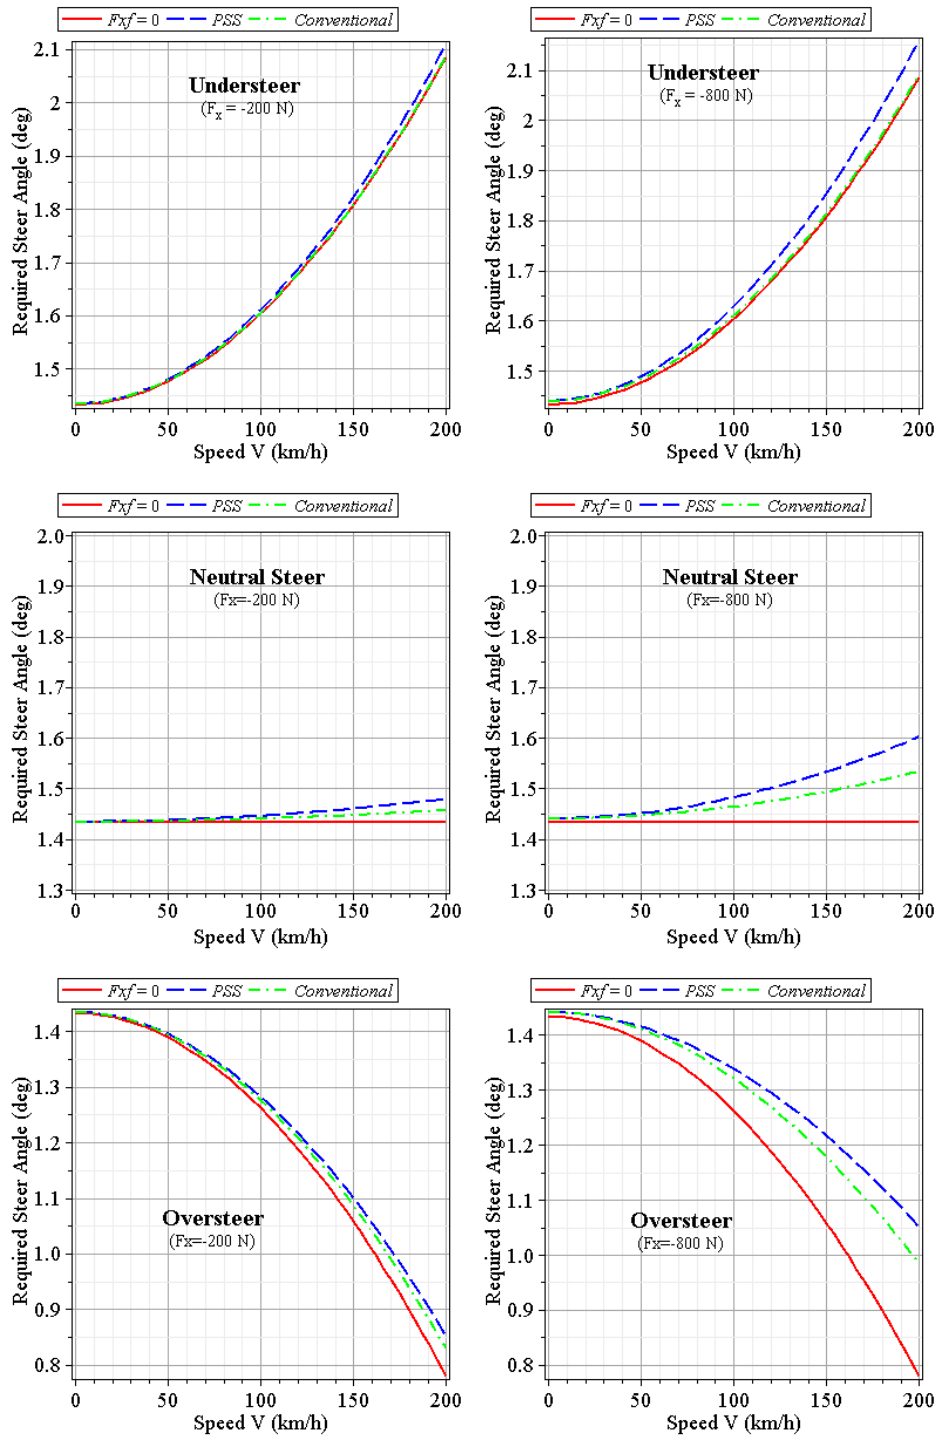 Fxf = 0 PSS Conventional
Understeer
(Fx = -200 N)
Required Steer Angle (deg)
2.1
2
1.9
1.8
1.7
1.6
1.5
0 50 100 150 200
Speed V (km/h)
Fxf = 0 PSS Conventional
Understeer
(Fx = -800 N)
Required Steer Angle (deg)
2.1
2
1.9
1.8
1.7
1.6
1.5
0 50 100 150 200
Speed V (km/h)
Fxf = 0 PSS Conventional
Neutral Steer
(Fx=-200 N)
Required Steer Angle (deg)
2.0
1.9
1.8
1.7
1.6
1.5
1.4
1.3
0 50 100 150 200
Speed V (km/h)
Fxf = 0 PSS Conventional
Neutral Steer
(Fx=-800 N)
Required Steer Angle (deg)
2.0
1.9
1.8
1.7
1.6
1.5
1.4
1.3
0 50 100 150 200
Speed V (km/h)
Fxf = 0 PSS Conventional
Oversteer
(Fx=-200 N)
Required Steer Angle (deg)
1.4
1.3
1.2
1.1
1.0
0.9
0.8
0 50 100 150 200
Speed V (km/h)
Fxf = 0 PSS Conventional
Oversteer
(Fx=-800 N)
Required Steer Angle (deg)
1.4
1.3
1.2
1.1
1.0
0.9
0.8
0 50 100 150 200
Speed V (km/h)